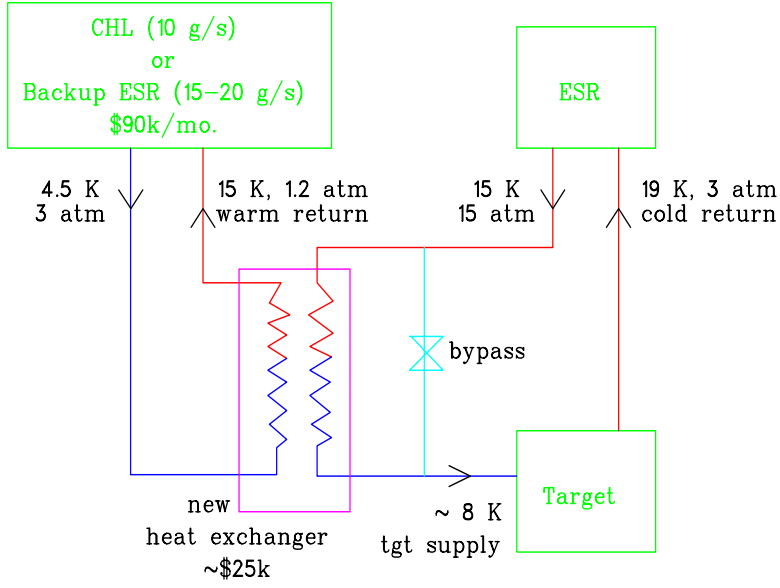 CHL (10 g/s)
or
Backup ESR (15-20 g/s)
$90k/mo.
ESR
4.5 K
3 atm
15 K, 1.2 atm
warm return
15 K
15 atm
19 K, 3 atm
cold return
bypass
new
heat exchanger
~$25k
~ 8 K
tgt supply
Target